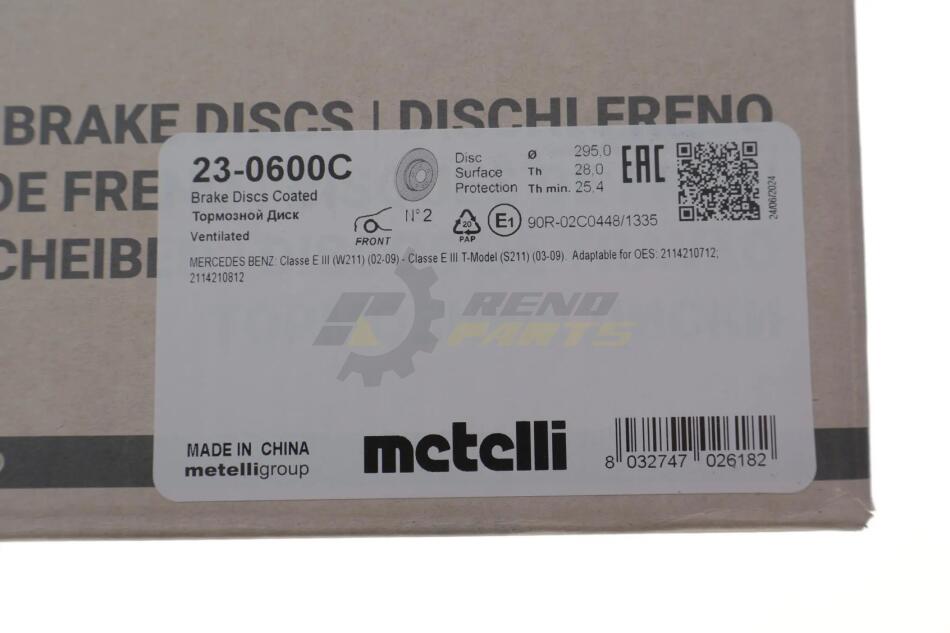 BRAKE DISCS | DISCHI FRENO
DE FRE
CHEIBE
23-0600C
Brake Discs Coated
Тормозной Диск
Ventilated
Disc
Surface
Protection
Ø 295,0
Th 28,0
Th min. 25,4
EAC
24/06/2024
FRONT
N°2
20
PAP
E1
90R-02C0448/1335
MERCEDES BENZ: Classe E III (W211) (02-09) - Classe E III T-Model (S211) (03-09). Adaptable for OES: 2114210712;
2114210812
RENO
PARTS
MADE IN CHINA
metelligroup
metelli
8 032747 026182